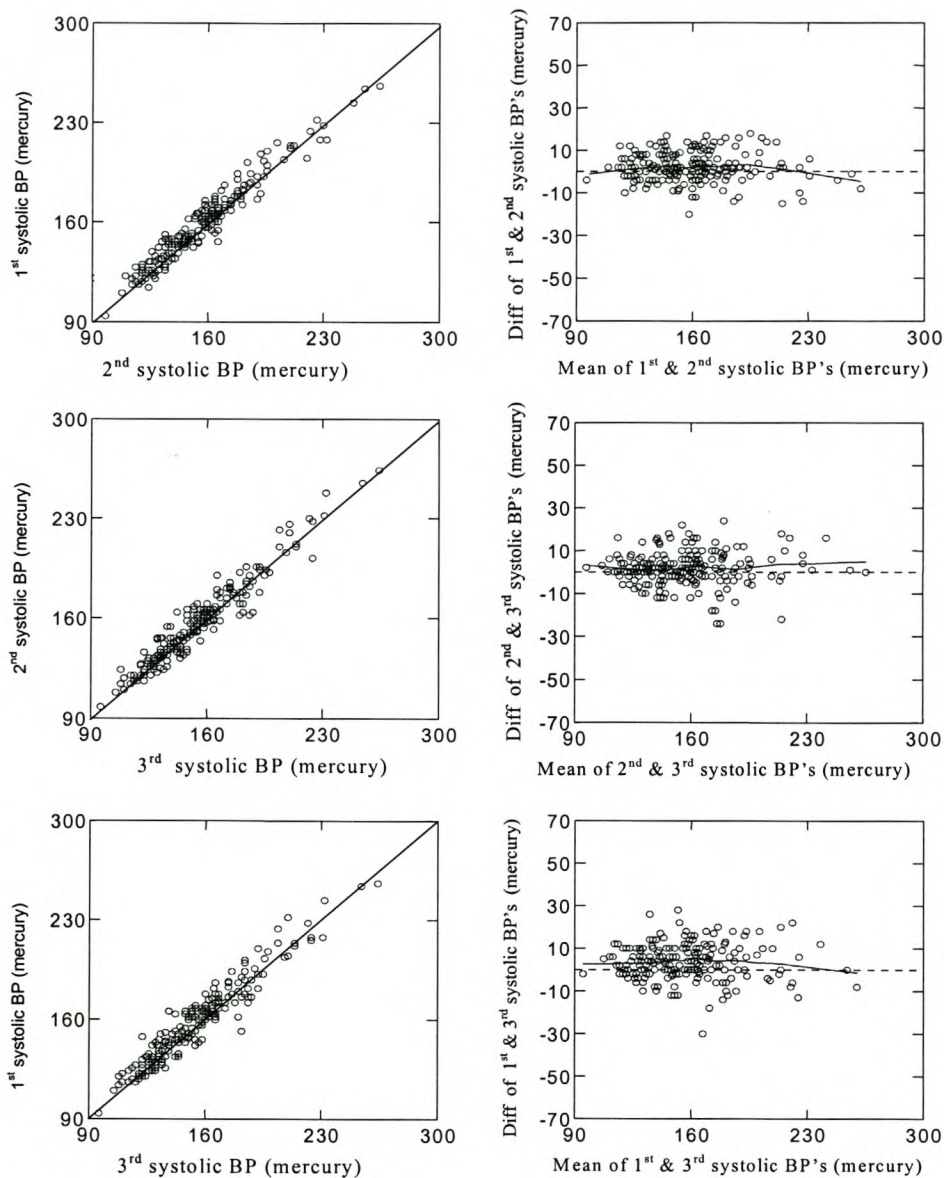 300
230
160
90
1st systolic BP (mercury)
90 160 230 300
2nd systolic BP (mercury)
70
50
30
10
-10
-30
-50
-70
Diff of 1st & 2nd systolic BP's (mercury)
90 160 230 300
Mean of 1st & 2nd systolic BP's (mercury)
300
230
160
90
2nd systolic BP (mercury)
90 160 230 300
3rd systolic BP (mercury)
70
50
30
10
-10
-30
-50
-70
Diff of 2nd & 3rd systolic BP's (mercury)
90 160 230 300
Mean of 2nd & 3rd systolic BP's (mercury)
300
230
160
90
1st systolic BP (mercury)
90 160 230 300
3rd systolic BP (mercury)
70
50
30
10
-10
-30
-50
-70
Diff of 1st & 3rd systolic BP's (mercury)
90 160 230 300
Mean of 1st & 3rd systolic BP's (mercury)